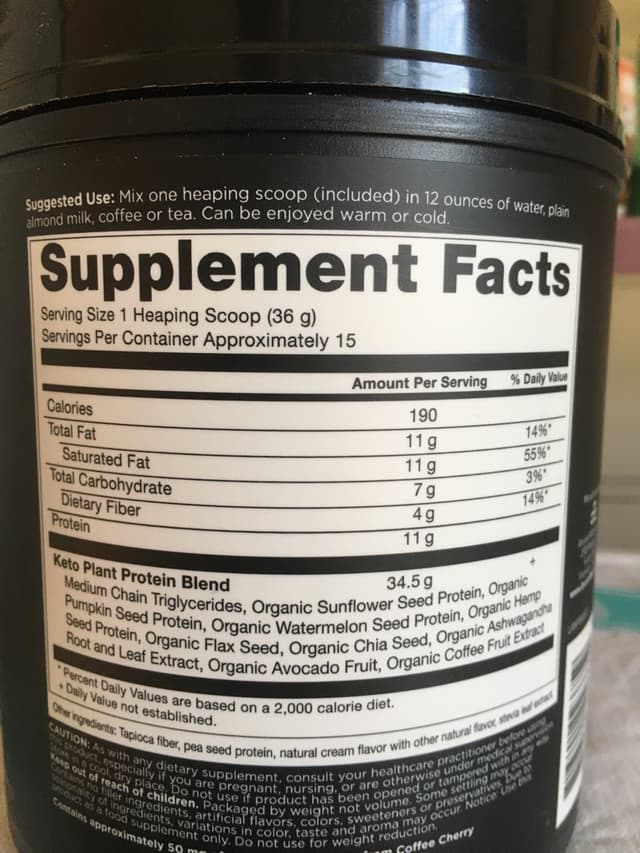 Suggested Use: Mix one heaping scoop (included) in 12 ounces of water, plain
almond milk, coffee or tea. Can be enjoyed warm or cold.
Supplement Facts
Serving Size 1 Heaping Scoop (36 g)
Servings Per Container Approximately 15
Amount Per Serving % Daily Value
Calories 190
Total Fat 11 g 14%*
Saturated Fat 11 g 55%*
Total Carbohydrate 7 g 3%*
Dietary Fiber 4 g 14%*
Protein 11 g
Keto Plant Protein Blend 34.5 g +
Medium Chain Triglycerides, Organic Sunflower Seed Protein, Organic
Pumpkin Seed Protein, Organic Watermelon Seed Protein, Organic Hemp
Seed Protein, Organic Flax Seed, Organic Chia Seed, Organic Ashwagandha
Root and Leaf Extract, Organic Avocado Fruit, Organic Coffee Fruit Extract
* Percent Daily Values are based on a 2,000 calorie diet.
+ Daily Value not established.
Other ingredients: Tapioca fiber, pea seed protein, natural cream flavor with other natural flavor, stevia leaf extract
CAUTION: As with any dietary supplement, consult your healthcare practitioner before using
this product, especially if you are pregnant, nursing, or are otherwise under medical supervision.
Store in a cool, dry place. Do not use if product has been opened or tampered with in any way.
Keep out of reach of children. Packaged by weight not volume. Some settling may occur.
Contains no filler ingredients, artificial flavors, colors, sweeteners or preservatives. Due to
of ingredients, variations in color, taste and aroma may occur. Notice: Use this
product as a food supplement only. Do not use for weight reduction.
Contains approximately 50 Coffee Cherry